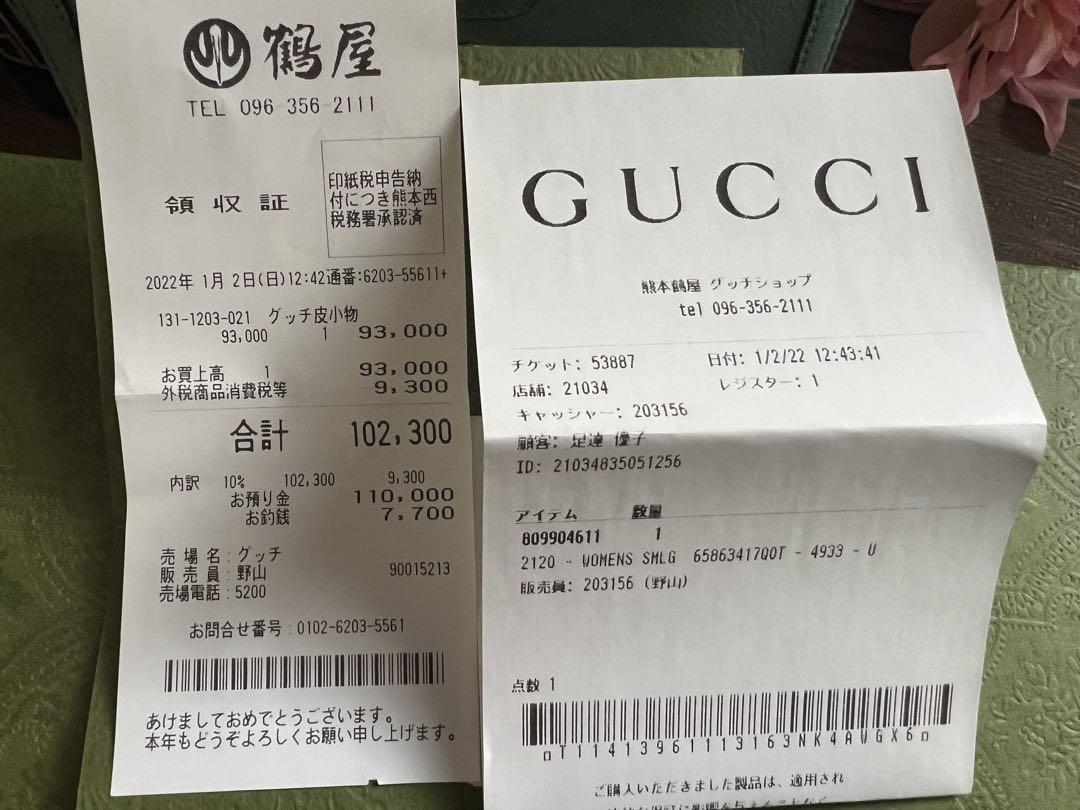 鶴屋
TEL 096 356-2111
領収証
印紙税申告納
付につき熊本西
税務署承認済
2022年 1月 2日(日)12:42通番:6203-55611+
131-1203-021 グッチ皮小物
93,000 1 93,000
お買上高 1 93,000
外税商品消費税等 9,300
合計 102,300
内訳 10% 102,300 9,300
お預り金 110,000
お釣銭 7,700
売 場 名:グッチ
販 売 員:野山 90015213
売場電話:5200
お問合せ番号:0102-6203-5561
あけましておめでとうございます。
本年もどうぞよろしくお願い申し上げます。
GUCCI
熊本鶴屋 グッチショップ
tel 096-356-2111
チケット: 53887 日付: 1/2/22 12:43:41
店舗: 21034 レジスター: 1
キャッシャー: 203156
顧客: 足達 優子
ID: 21034835051256
アイテム 数量
809904611 1
2120 - WOMENS SMLG 65863417QOT - 4933 - U
販売員: 203156 (野山)
点数 1
T11413961113163NK4AWGX6
ご購入いただきました製品は、適用され